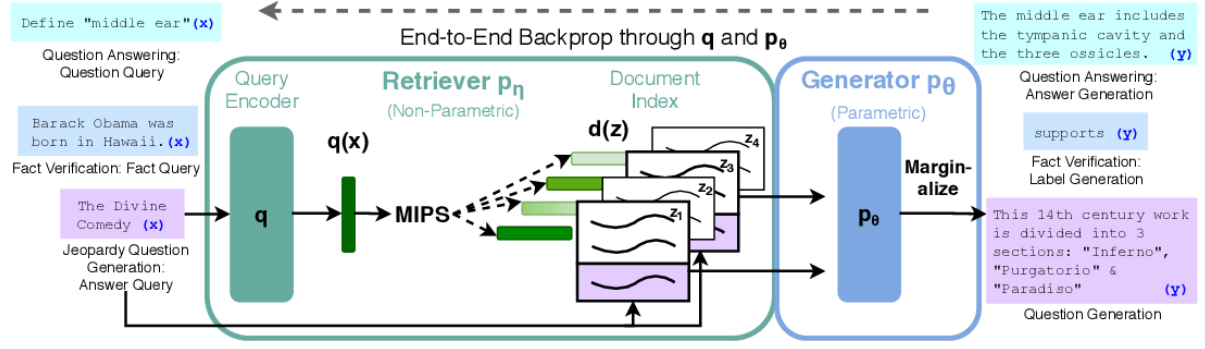 Define "middle ear"(x)
Question Answering:
Question Query
Barack Obama was
born in Hawaii.(x)
Fact Verification: Fact Query
The Divine
Comedy (x)
Jeopardy Question
Generation:
Answer Query
End-to-End Backprop through q and pθ
Query
Encoder
q
Retriever pη
(Non-Parametric)
q(x)
MIPS
Document
Index
d(z)
z4
z3
z2
z1
Generator pθ
(Parametric)
pθ
Margin-
alize
The middle ear includes
the tympanic cavity and
the three ossicles. (y)
Question Answering:
Answer Generation
supports (y)
Fact Verification:
Label Generation
This 14th century work
is divided into 3
sections: "Inferno",
"Purgatorio" &
"Paradiso" (y)
Question Generation